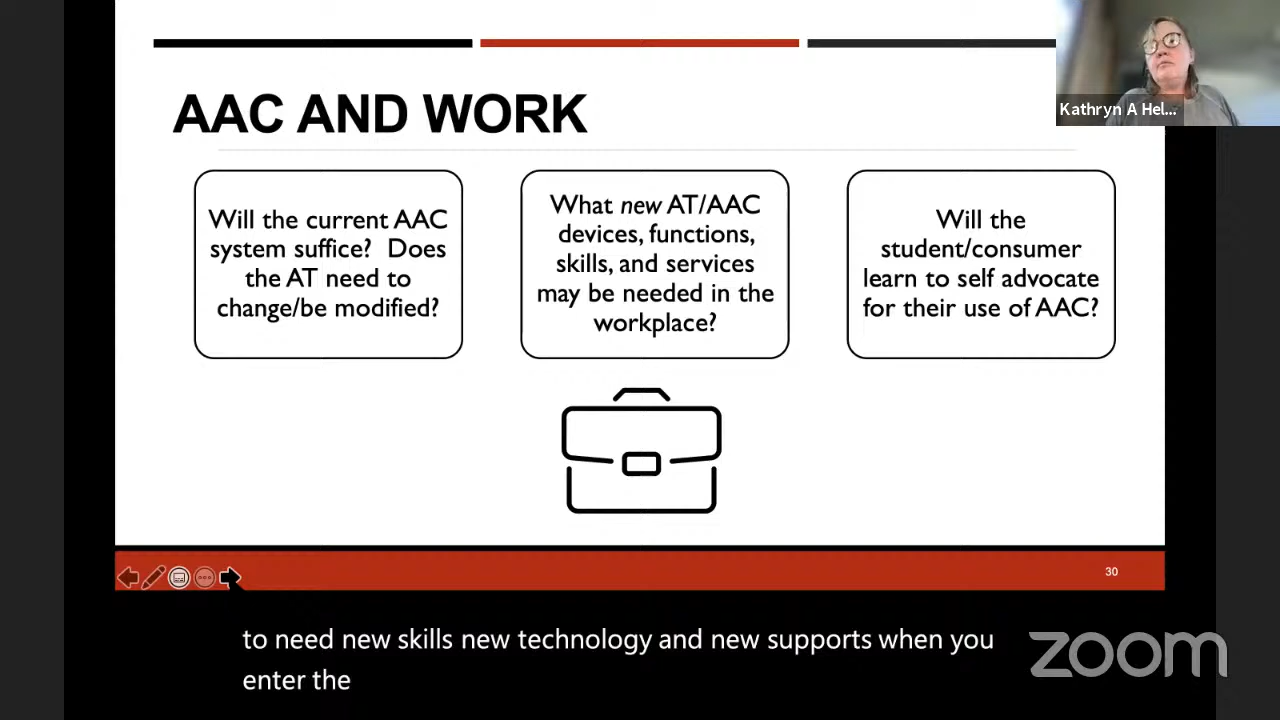 AAC AND WORK
Kathryn A Hel...
Will the current AAC
system suffice?  Does
the AT need to
change/be modified?
What new AT/AAC
devices, functions,
skills, and services
may be needed in the
workplace?
Will the
student/consumer
learn to self advocate
for their use of AAC?
30
to need new skills new technology and new supports when you
enter the
zoom